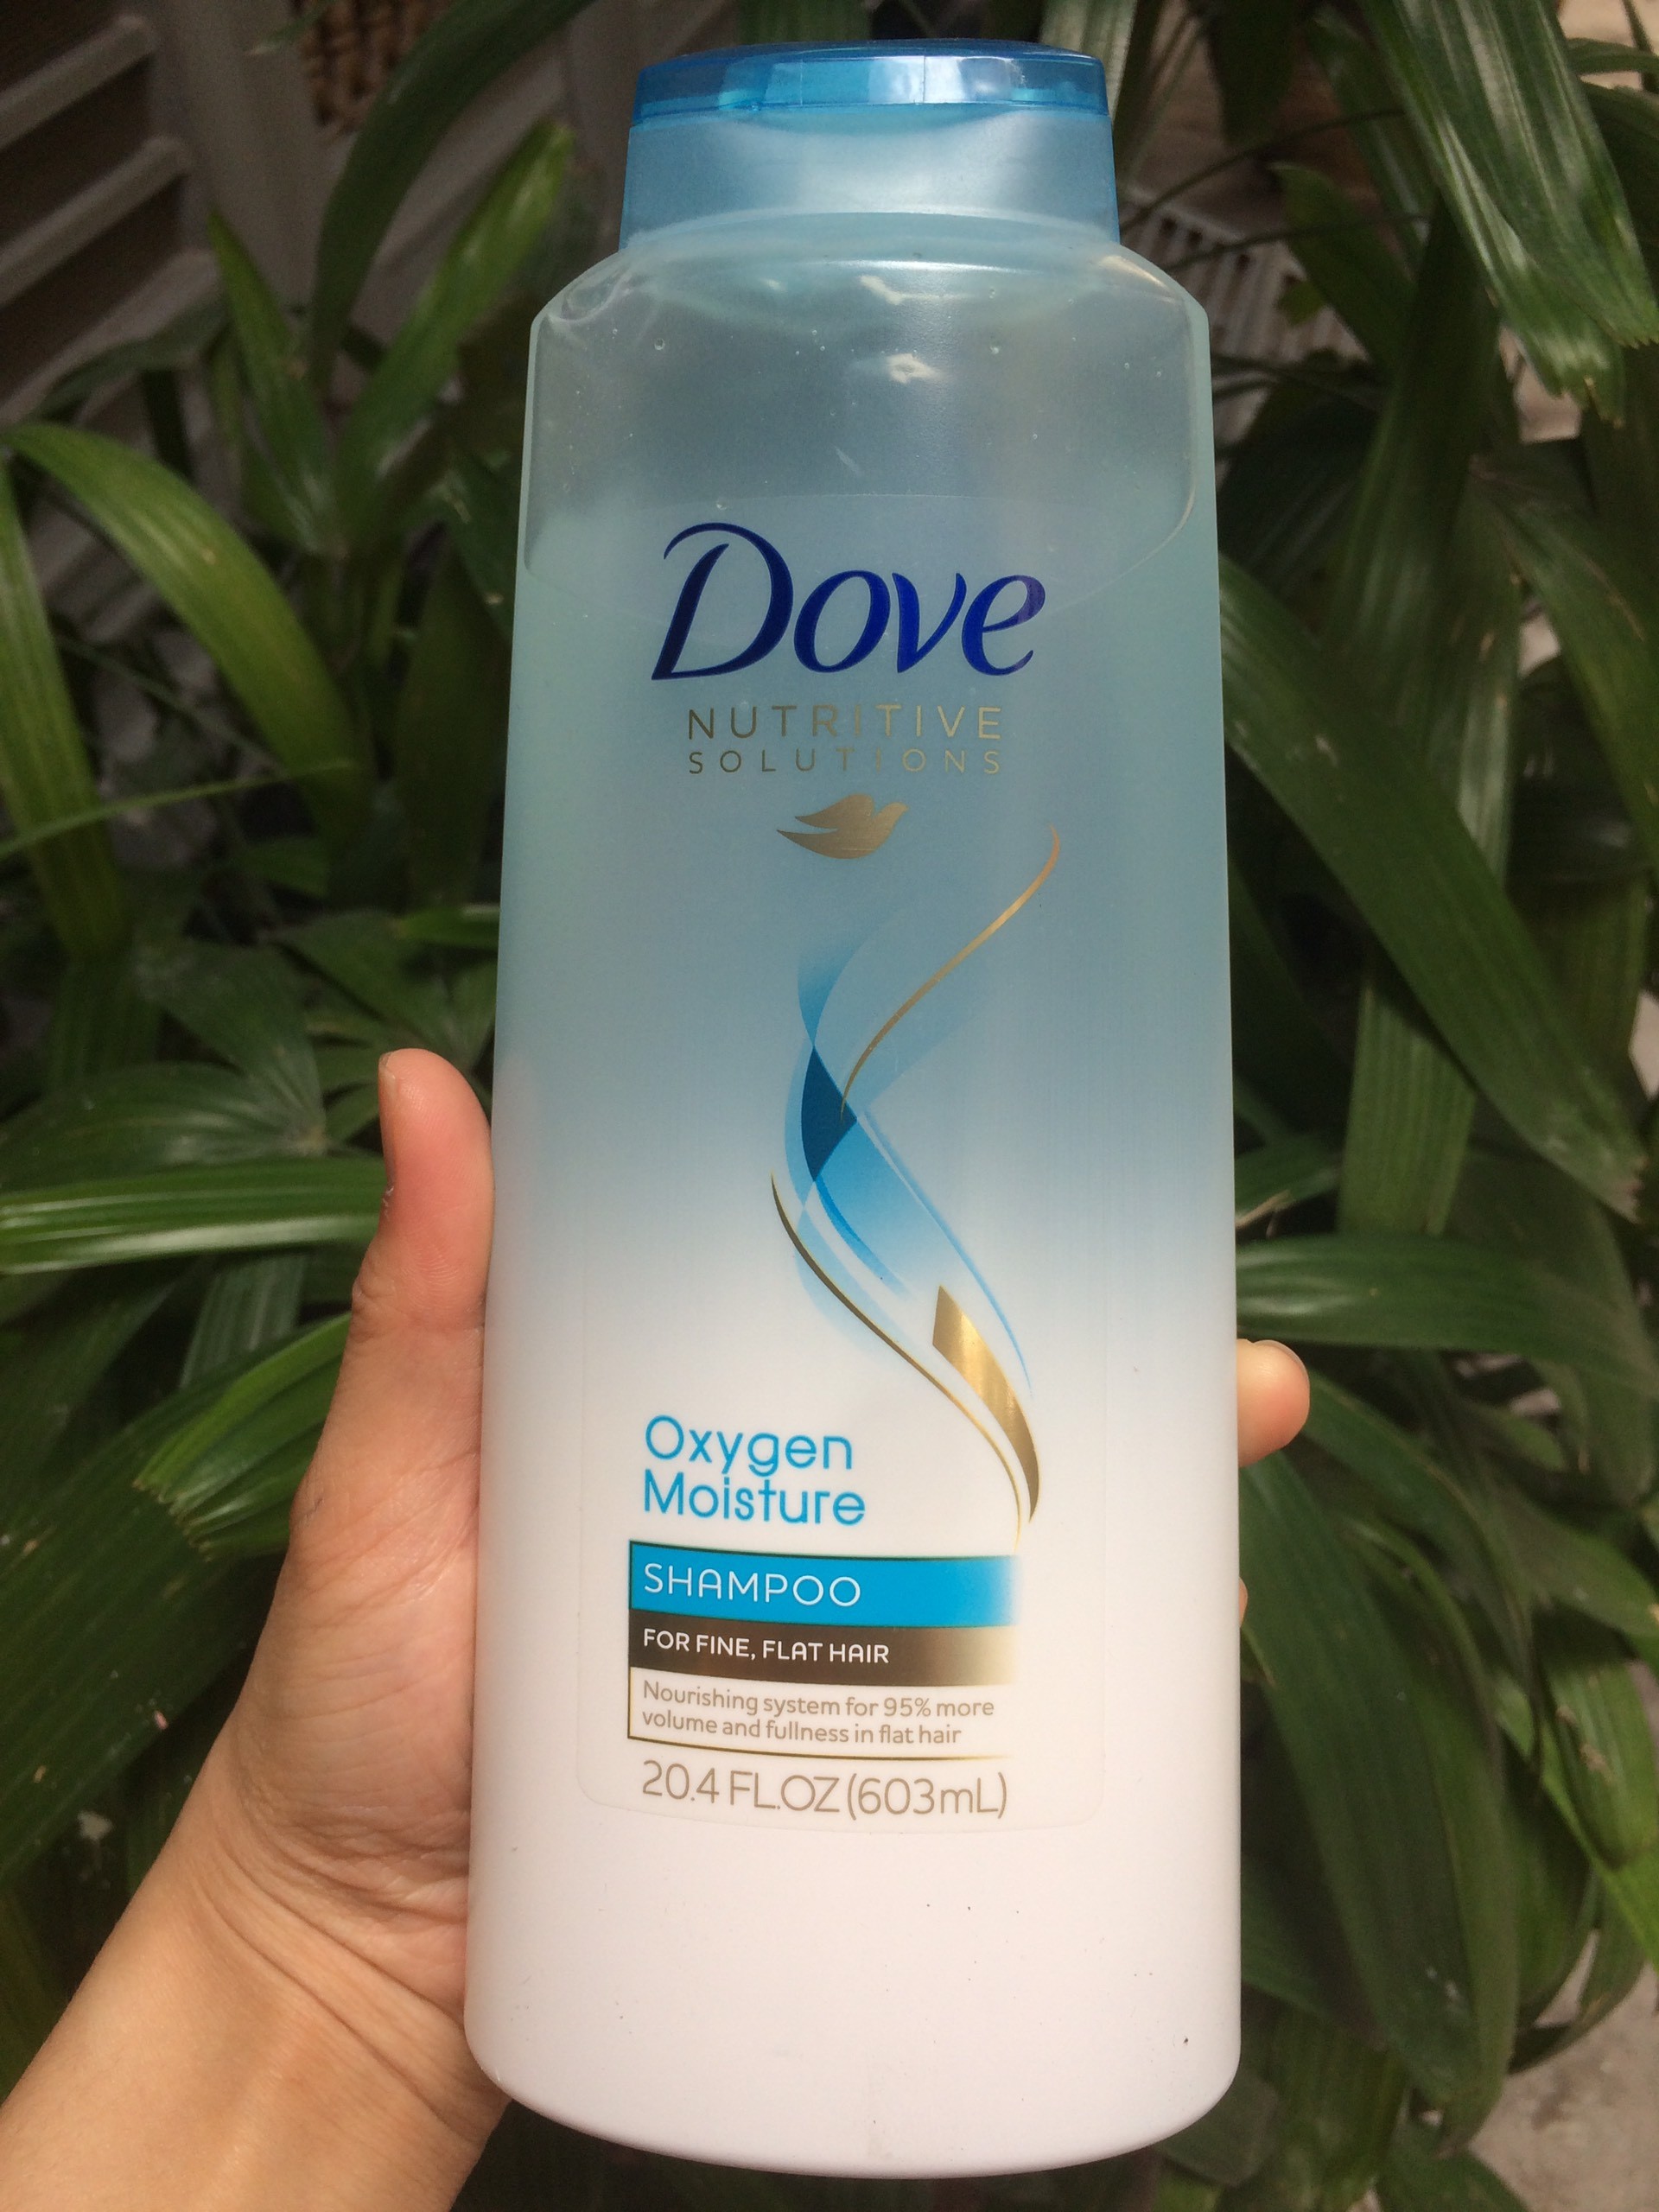 Dove
NUTRITIVE
SOLUTIONS
Oxygen
Moisture
SHAMPOO
FOR FINE, FLAT HAIR
Nourishing system for 95% more
volume and fullness in flat hair
20.4 FL.OZ (603mL)